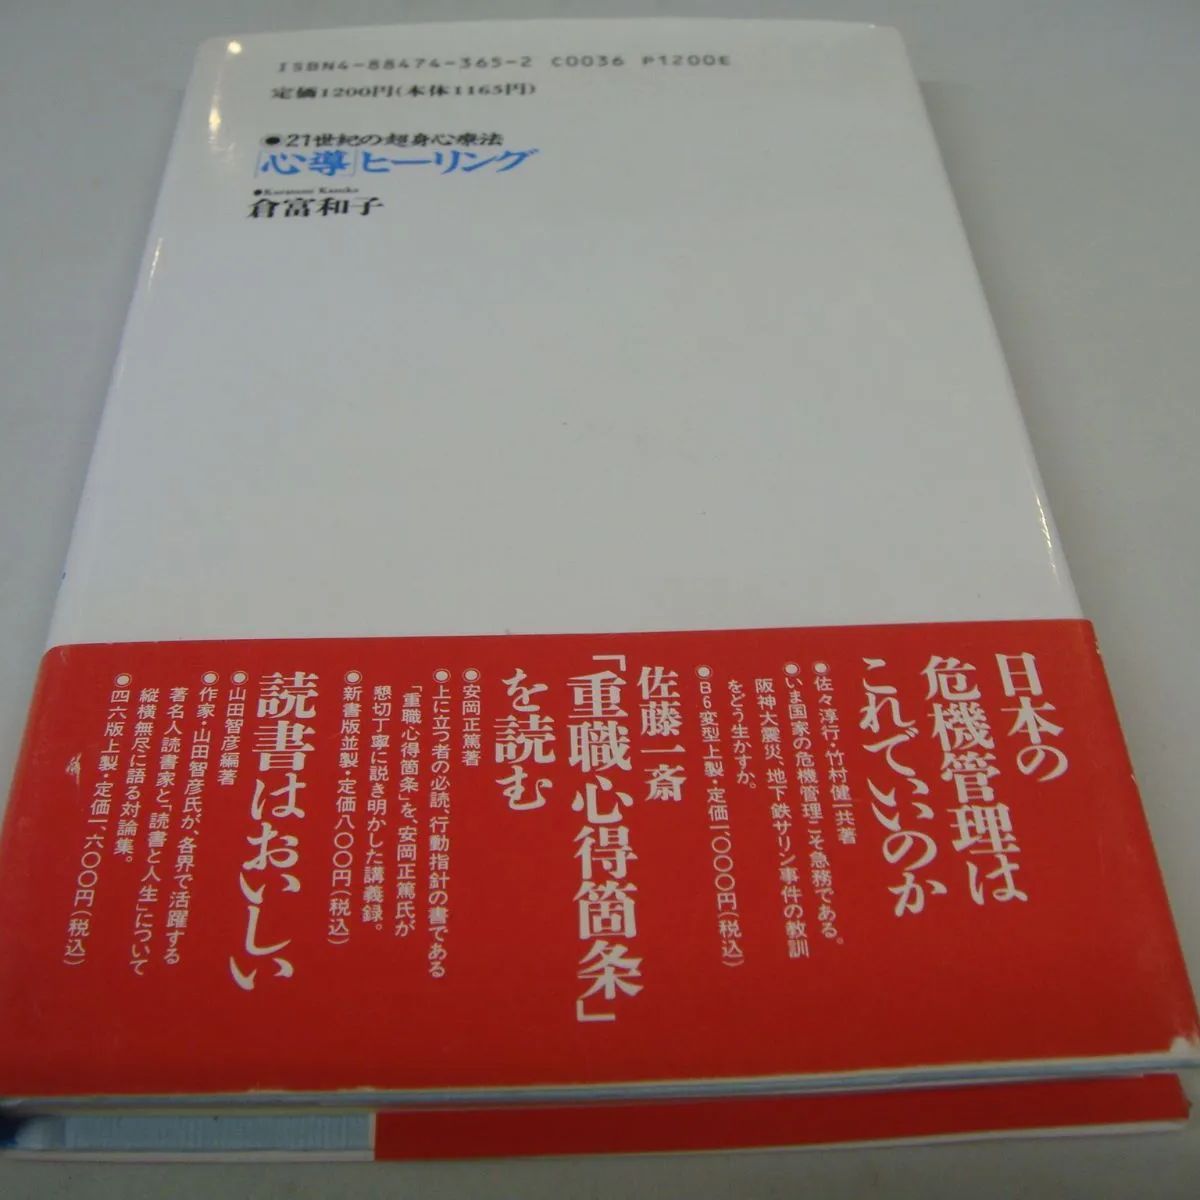 ISBN4-88474-365-2 C0036 P1200E
定価1200円(本体1165円)
●21世紀の超身心療法
「心導」ヒーリング
倉富和子
日本の
危機管理は
これでいいのか
●佐々淳行・竹村健一共著
●いま国家の危機管理こそ急務である。
阪神大震災、地下鉄サリン事件の教訓
をどう生かすか。
●B6変型上製・定価一、〇〇〇円(税込)
佐藤一斎
「重職心得箇条」
を読む
●安岡正篤著
●上に立つ者の必読、行動指針の書である
「重職心得箇条」を、安岡正篤氏が
懇切丁寧に説き明かした講義録。
●新書版並製・定価八〇〇円(税込)
読書はおいしい
●山田智彦編著
●作家・山田智彦氏が、各界で活躍する
著名人読書家と「読書と人生」について
縦横無尽に語る対論集。
●四六版上製・定価一、六〇〇円(税込)